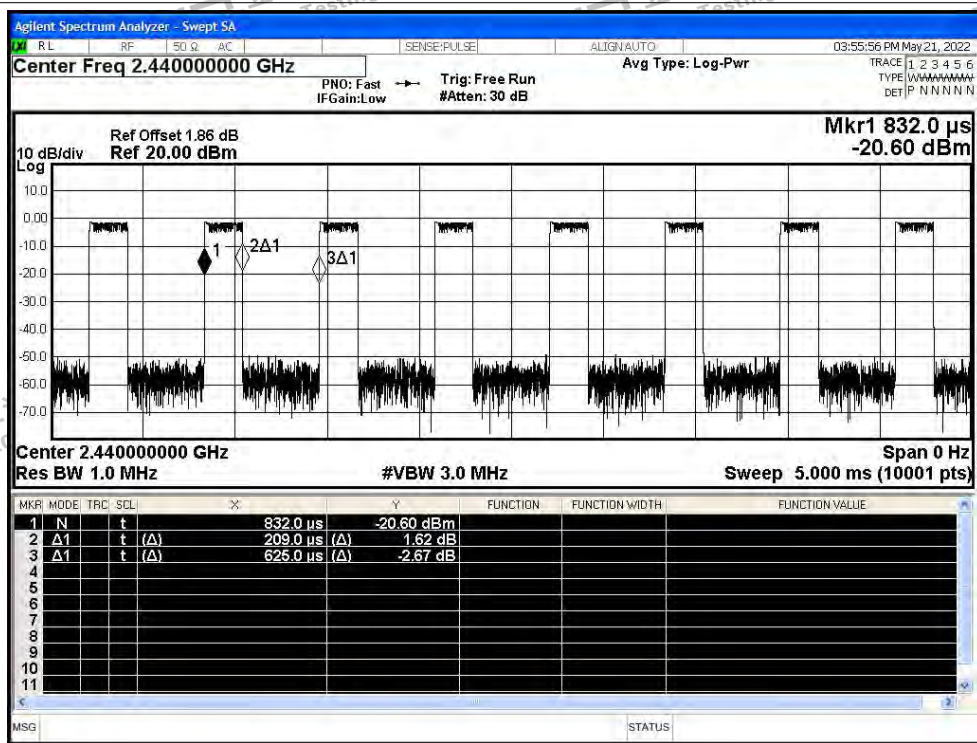 Testing
Testing
Agilent Spectrum Analyzer - Swept SA
LXI RL RF 50 Ω AC SENSE:PULSE ALIGN AUTO 03:55:56 PM May 21, 2022
Center Freq 2.440000000 GHz Avg Type: Log-Pwr TRACE 1 2 3 4 5 6
PNO: Fast Trig: Free Run TYPE WWWWWW
IFGain:Low #Atten: 30 dB DET P N N N N N
Mkr1 832.0 µs
Ref Offset 1.86 dB
10 dB/div Ref 20.00 dBm -20.60 dBm
Log
10.0
0.00
-10.0
1 2Δ1 3Δ1
-20.0
-30.0
-40.0
-50.0
-60.0
-70.0
Center 2.440000000 GHz Span 0 Hz
Res BW 1.0 MHz #VBW 3.0 MHz Sweep 5.000 ms (10001 pts)
MKR MODE TRC SCL X Y FUNCTION FUNCTION WIDTH FUNCTION VALUE
1 N t 832.0 µs -20.60 dBm
2 Δ1 t (Δ) 209.0 µs (Δ) 1.62 dB
3 Δ1 t (Δ) 625.0 µs (Δ) -2.67 dB
4
5
6
7
8
9
10
11
MSG STATUS